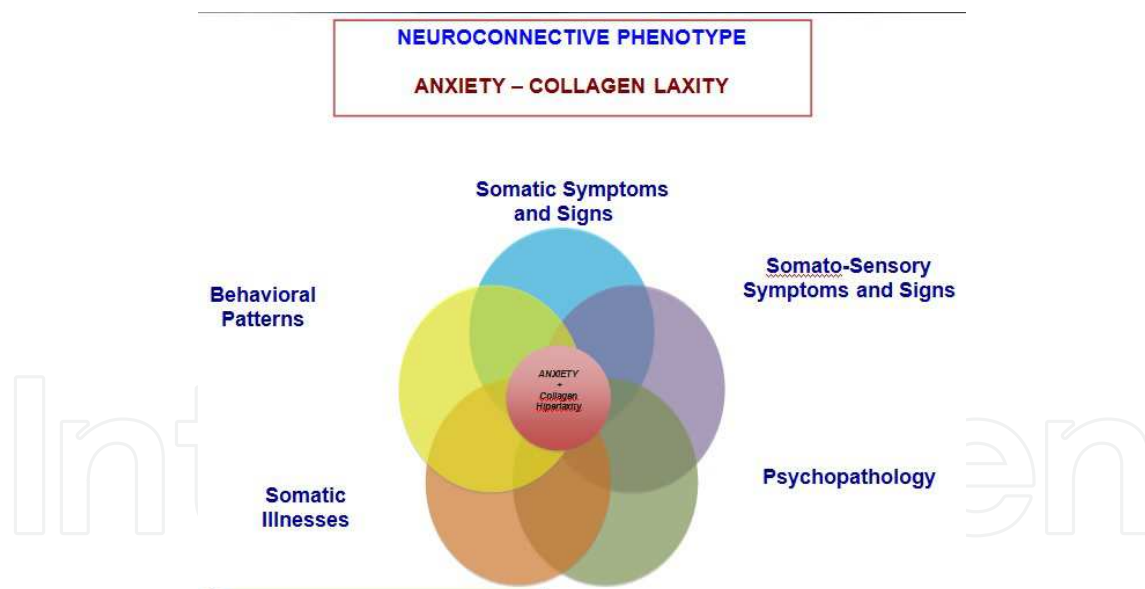 NEUROCONNECTIVE PHENOTYPE
ANXIETY – COLLAGEN LAXITY
Somatic Symptoms
and Signs
Somato-Sensory
Symptoms and Signs
Behavioral
Patterns
ANXIETY
+
Collagen
Hiperlaxity
Psychopathology
Somatic
Illnesses